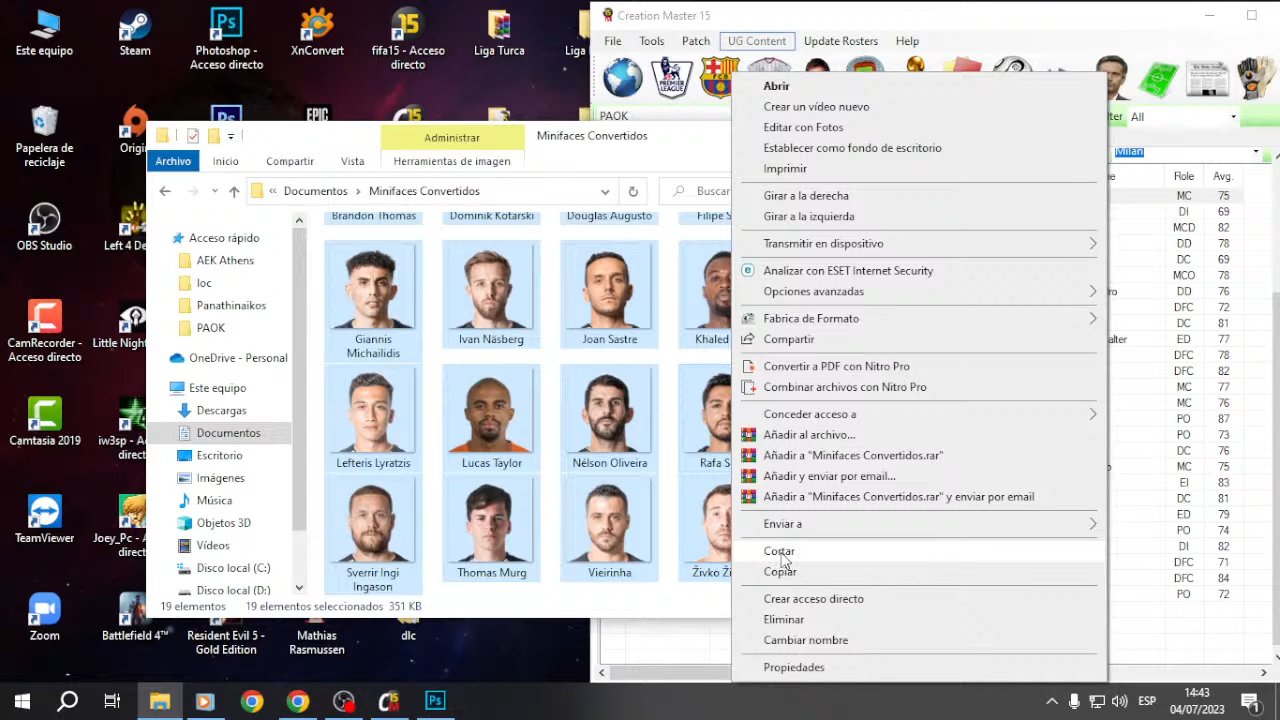 Creation Master 15
File Tools Patch UG Content Update Rosters Help
PAOK
All
Milan
Role Avg.
MC 75
DI 69
MCD 82
DD 78
DC 69
MCO 78
DD 76
DFC 72
DC 81
ED 77
DFC 78
DFC 82
MC 77
MC 76
PO 87
PO 73
DC 76
MC 75
EI 83
DC 81
ED 79
PO 74
DI 82
DFC 71
DFC 84
PO 72
Este equipo
Steam
Photoshop -
Acceso directo
XnConvert
fifa15 - Acceso
directo
Liga Turca
Liga
Papelera de
reciclaje
OBS Studio
CamRecorder -
Acceso directo
Camtasia 2019
TeamViewer
Zoom
Battlefield 4™
Resident Evil 5 -
Gold Edition
Mathias
Rasmussen
dlc
Administrar
Minifaces Convertidos
Archivo Inicio Compartir Vista Herramientas de imagen
« Documentos > Minifaces Convertidos
Buscar
Acceso rápido
AEK Athens
Ioc
Panathinaikos
PAOK
OneDrive - Personal
Este equipo
Descargas
Documentos
Escritorio
Imágenes
Música
Objetos 3D
Vídeos
Disco local (C:)
Disco local (D:)
Brandon Thomas
Dominik Kotarski
Douglas Augusto
Giannis
Michailidis
Ivan Näsberg
Joan Sastre
Khaled
Lefteris Lyratzis
Lucas Taylor
Nélson Oliveira
Rafa S
Sverrir Ingi
Ingason
Thomas Murg
Vieirinha
Živko Ži
19 elementos 19 elementos seleccionados 351 KB
Abrir
Crear un vídeo nuevo
Editar con Fotos
Establecer como fondo de escritorio
Imprimir
Girar a la derecha
Girar a la izquierda
Transmitir en dispositivo
Analizar con ESET Internet Security
Opciones avanzadas
Fabrica de Formato
Compartir
Convertir a PDF con Nitro Pro
Combinar archivos con Nitro Pro
Conceder acceso a
Añadir al archivo...
Añadir a "Minifaces Convertidos.rar"
Añadir y enviar por email...
Añadir a "Minifaces Convertidos.rar" y enviar por email
Enviar a
Cortar
Copiar
Crear acceso directo
Eliminar
Cambiar nombre
Propiedades
ESP
14:43
04/07/2023